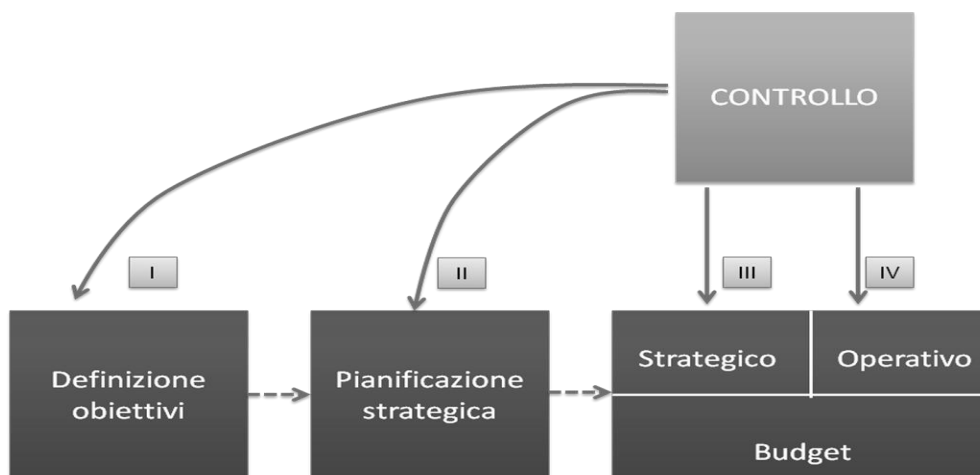 CONTROLLO
I
II
III
IV
Definizione
obiettivi
Pianificazione
strategica
Strategico
Operativo
Budget